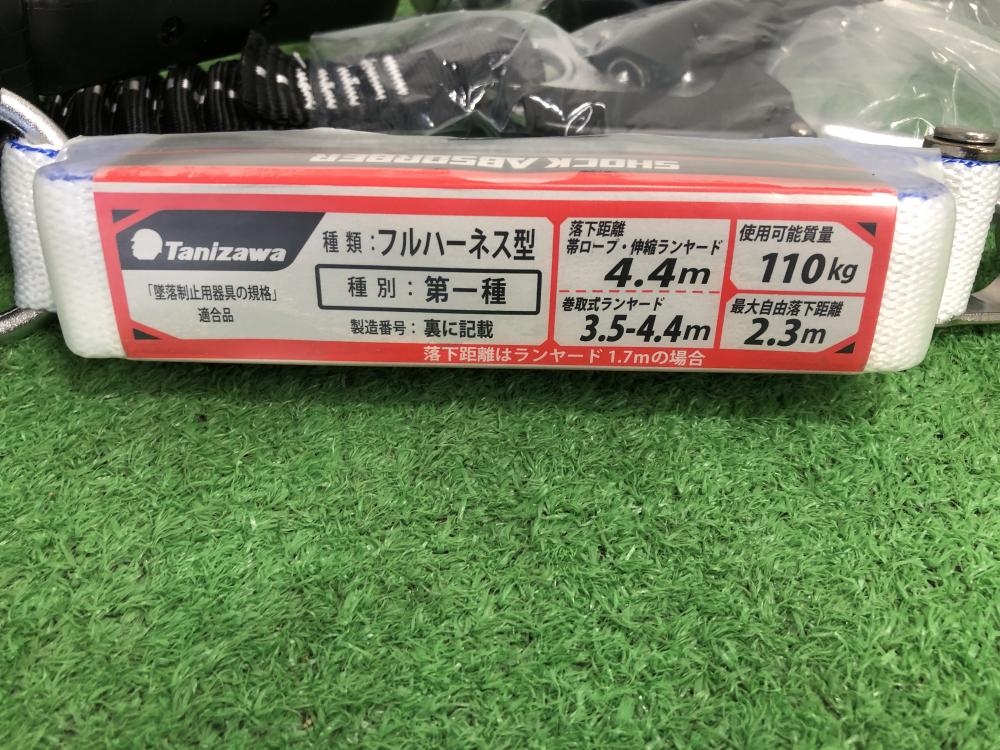 SHOCK ABSORBER
Tanizawa
「墜落制止用器具の規格」
適合品
種類:フルハーネス型
種別:第一種
製造番号:裏に記載
落下距離
帯ロープ・伸縮ランヤード
4.4m
巻取式ランヤード
3.5-4.4m
使用可能質量
110kg
最大自由落下距離
2.3m
落下距離はランヤード1.7mの場合